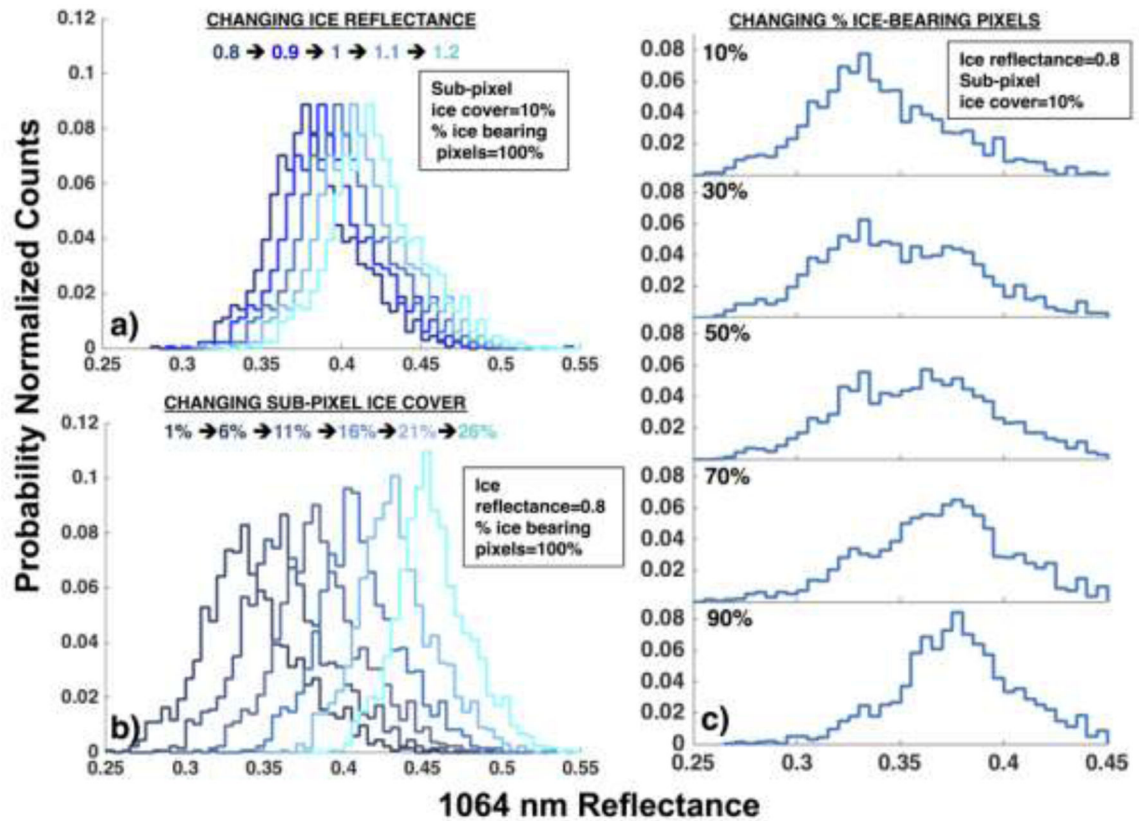 CHANGING ICE REFLECTANCE
0.8 → 0.9 → 1 → 1.1 → 1.2
Sub-pixel
ice cover=10%
% ice bearing
pixels=100%
0.12
0.1
0.08
0.06
0.04
0.02
0
a)
0.25 0.3 0.35 0.4 0.45 0.5 0.55
CHANGING SUB-PIXEL ICE COVER
1% → 6% → 11% → 16% → 21% → 26%
Ice
reflectance=0.8
% ice bearing
pixels=100%
0.12
0.1
0.08
0.06
0.04
0.02
0
b)
0.25 0.3 0.35 0.4 0.45 0.5 0.55
CHANGING % ICE-BEARING PIXELS
10%
Ice reflectance=0.8
Sub-pixel
ice cover=10%
0.08
0.06
0.04
0.02
30%
0.08
0.06
0.04
0.02
50%
0.08
0.06
0.04
0.02
70%
0.08
0.06
0.04
0.02
90%
0.08
0.06
0.04
0.02
0
c)
0.25 0.3 0.35 0.4 0.45
Probability Normalized Counts
1064 nm Reflectance